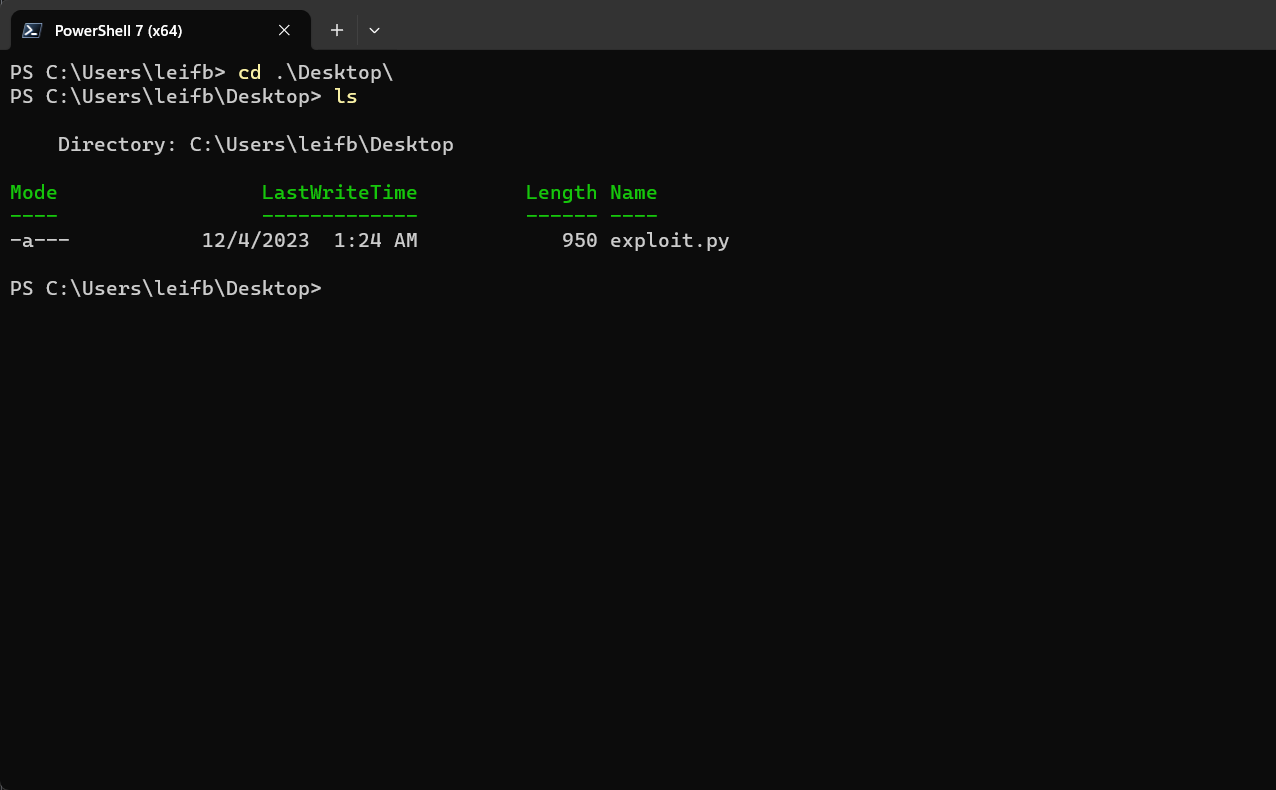 PowerShell 7 (x64)
PS C:\Users\leifb> cd .\Desktop\
PS C:\Users\leifb\Desktop> ls
    Directory: C:\Users\leifb\Desktop
Mode                 LastWriteTime         Length Name
----                 -------------         ------ ----
-a---           12/4/2023  1:24 AM            950 exploit.py
PS C:\Users\leifb\Desktop>